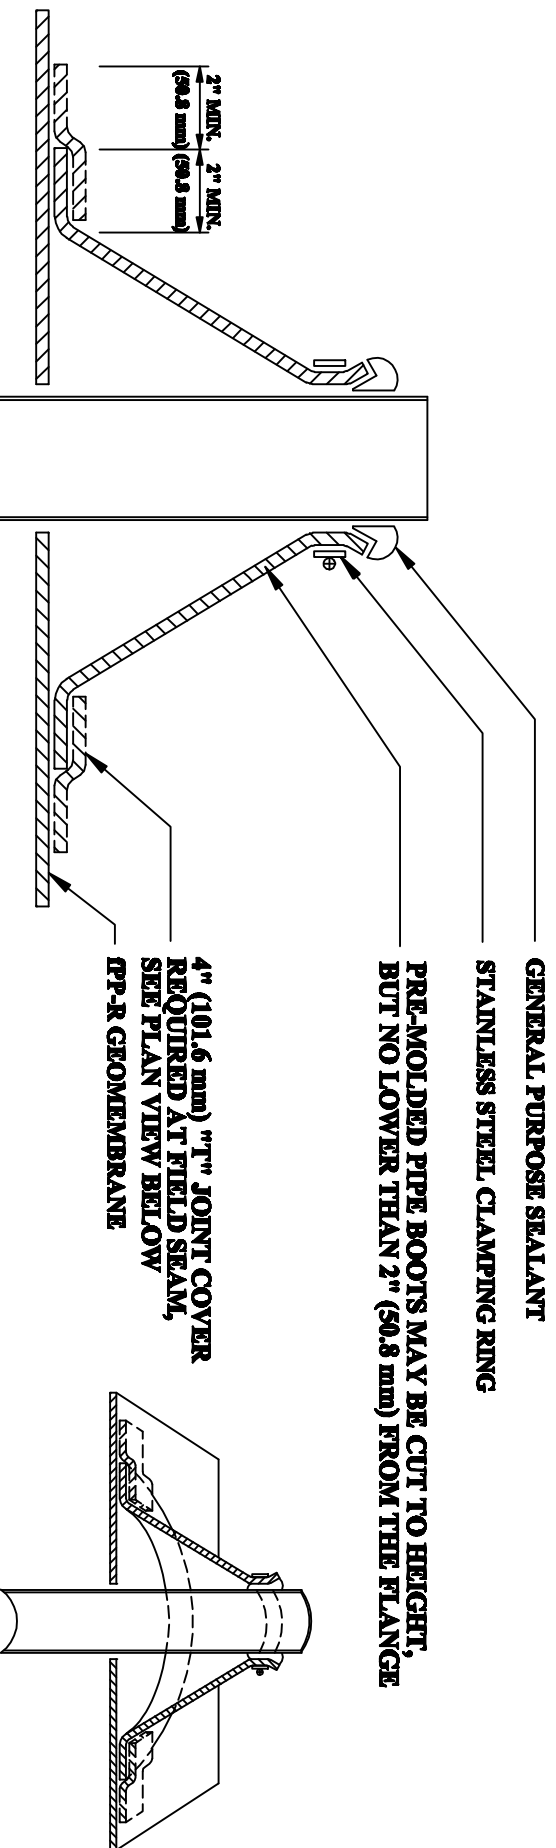 GENERAL PURPOSE SEALANT
STAINLESS STEEL CLAMPING RING
PRE-MOLDED PIPE BOOTS MAY BE CUT TO HEIGHT,
BUT NO LOWER THAN 2" (50.8 mm) FROM THE FLANGE
2" MIN. 2" MIN.
(50.8 mm) (50.8 mm)
4" (101.6 mm) "T" JOINT COVER
REQUIRED AT FIELD SEAM,
SEE PLAN VIEW BELOW
fPP-R GEOMEMBRANE